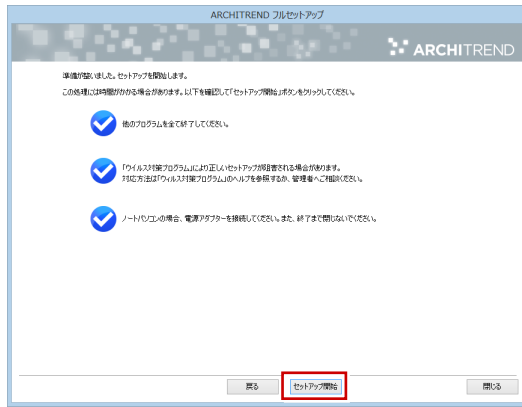 ARCHITREND フルセットアップ
ARCHITREND
準備が整いました。セットアップを開始します。
この処理には時間がかかる場合があります。以下を確認して「セットアップ開始」ボタンをクリックしてください。
他のプログラムを全て終了してください。
「ウイルス対策プログラム」により正しいセットアップが阻害される場合があります。
対応方法は「ウィルス対策プログラム」のヘルプを参照するか、管理者へご相談ください。
ノートパソコンの場合、電源アダプターを接続してください。また、終了まで閉じないでください。
戻る
セットアップ開始
閉じる